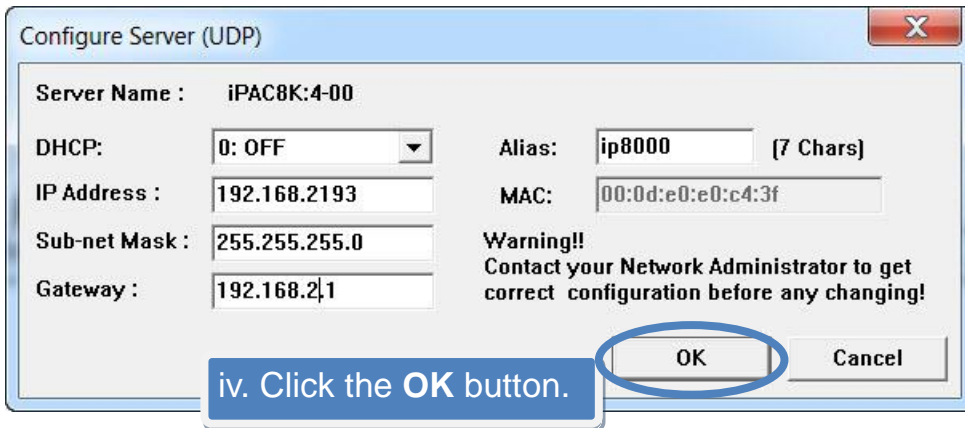 Configure Server (UDP)
Server Name : iPAC8K:4-00
DHCP: 0: OFF Alias: ip8000 (7 Chars)
IP Address : 192.168.2193 MAC: 00:0d:e0:e0:c4:3f
Sub-net Mask : 255.255.255.0 Warning!!
Contact your Network Administrator to get
Gateway : 192.168.2.1 correct configuration before any changing!
OK Cancel
iv. Click the OK button.